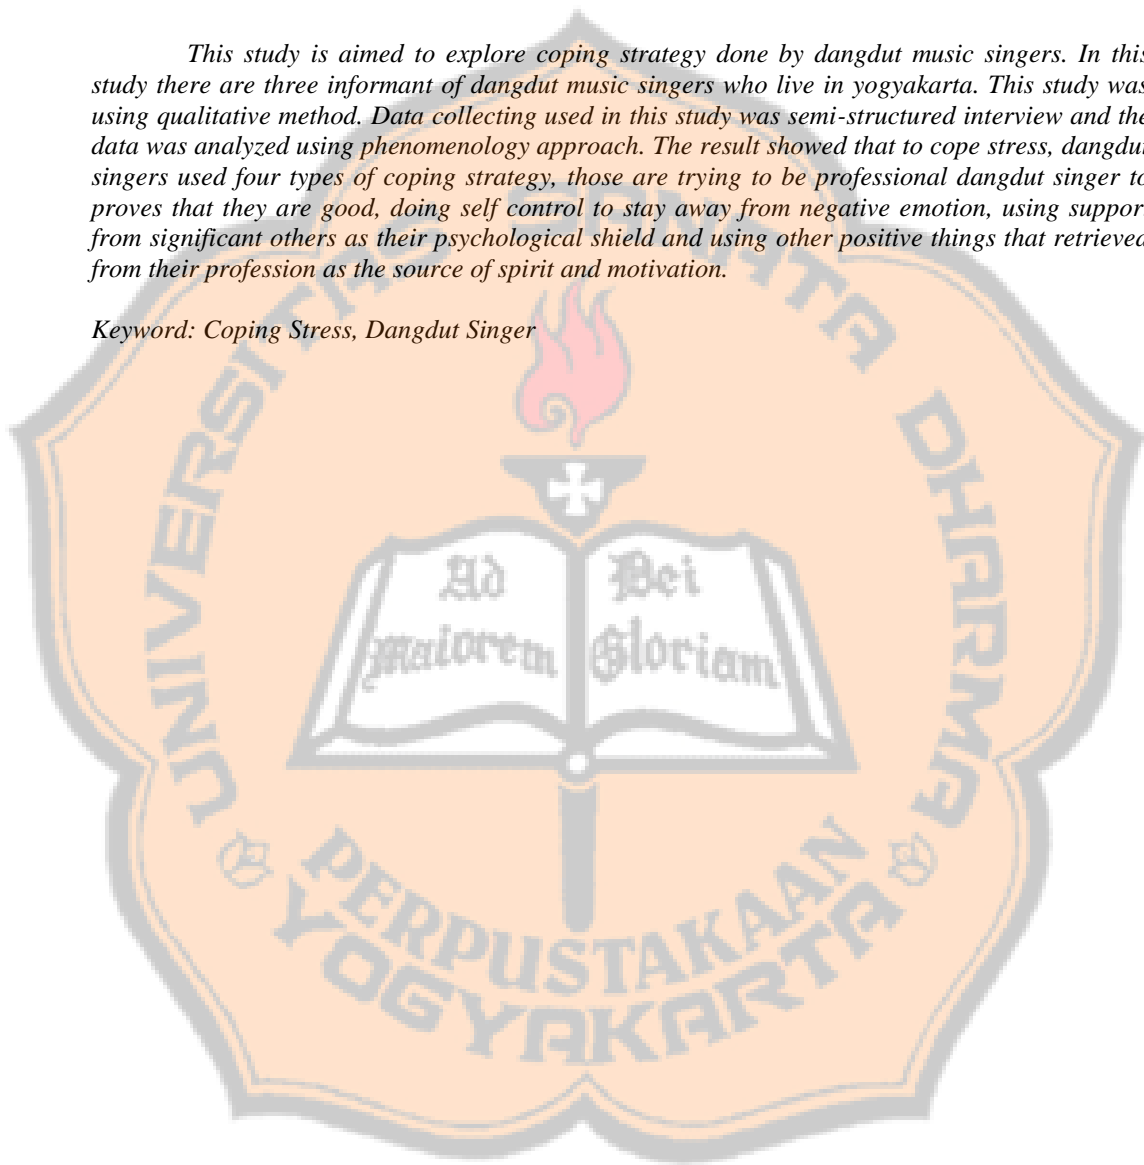 This study is aimed to explore coping strategy done by dangdut music singers. In this
study there are three informant of dangdut music singers who live in yogyakarta. This study was
using qualitative method. Data collecting used in this study was semi-structured interview and the
data was analyzed using phenomenology approach. The result showed that to cope stress, dangdut
singers used four types of coping strategy, those are trying to be professional dangdut singer to
proves that they are good, doing self control to stay away from negative emotion, using support
from significant others as their psychological shield and using other positive things that retrieved
from their profession as the source of spirit and motivation.
Keyword: Coping Stress, Dangdut Singer
UNIVERSITAS SANATA DHARMA
Ad Dei
Maiorem Gloriam
PERPUSTAKAAN
YOGYAKARTA